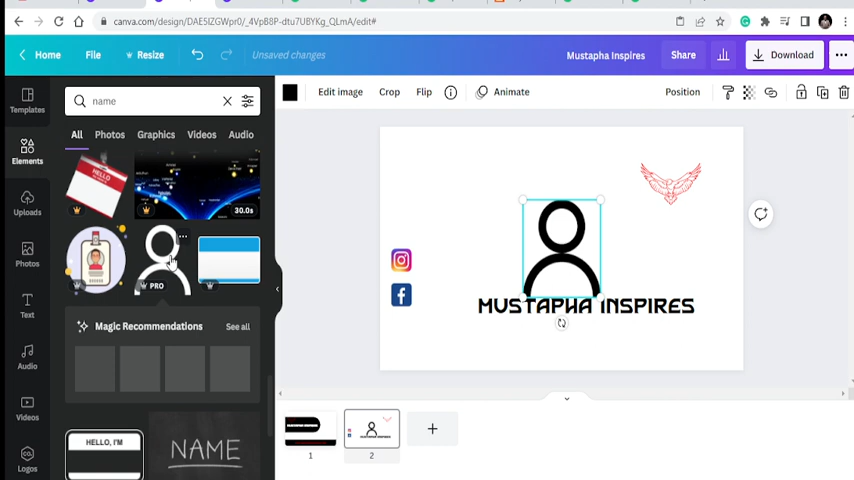 canva.com/design/DAE5IZGWpr0/_4VpB8P-dtu7UBYKg_QLmA/edit#
Home
File
Resize
Unsaved changes
Mustapha Inspires
Share
Download
Templates
Elements
Uploads
Photos
Text
Audio
Videos
Logos
name
All
Photos
Graphics
Videos
Audio
HELLO
30.0s
PRO
Magic Recommendations
See all
HELLO, I'M
NAME
Edit image
Crop
Flip
Animate
Position
MUSTAPHA INSPIRES
1
2